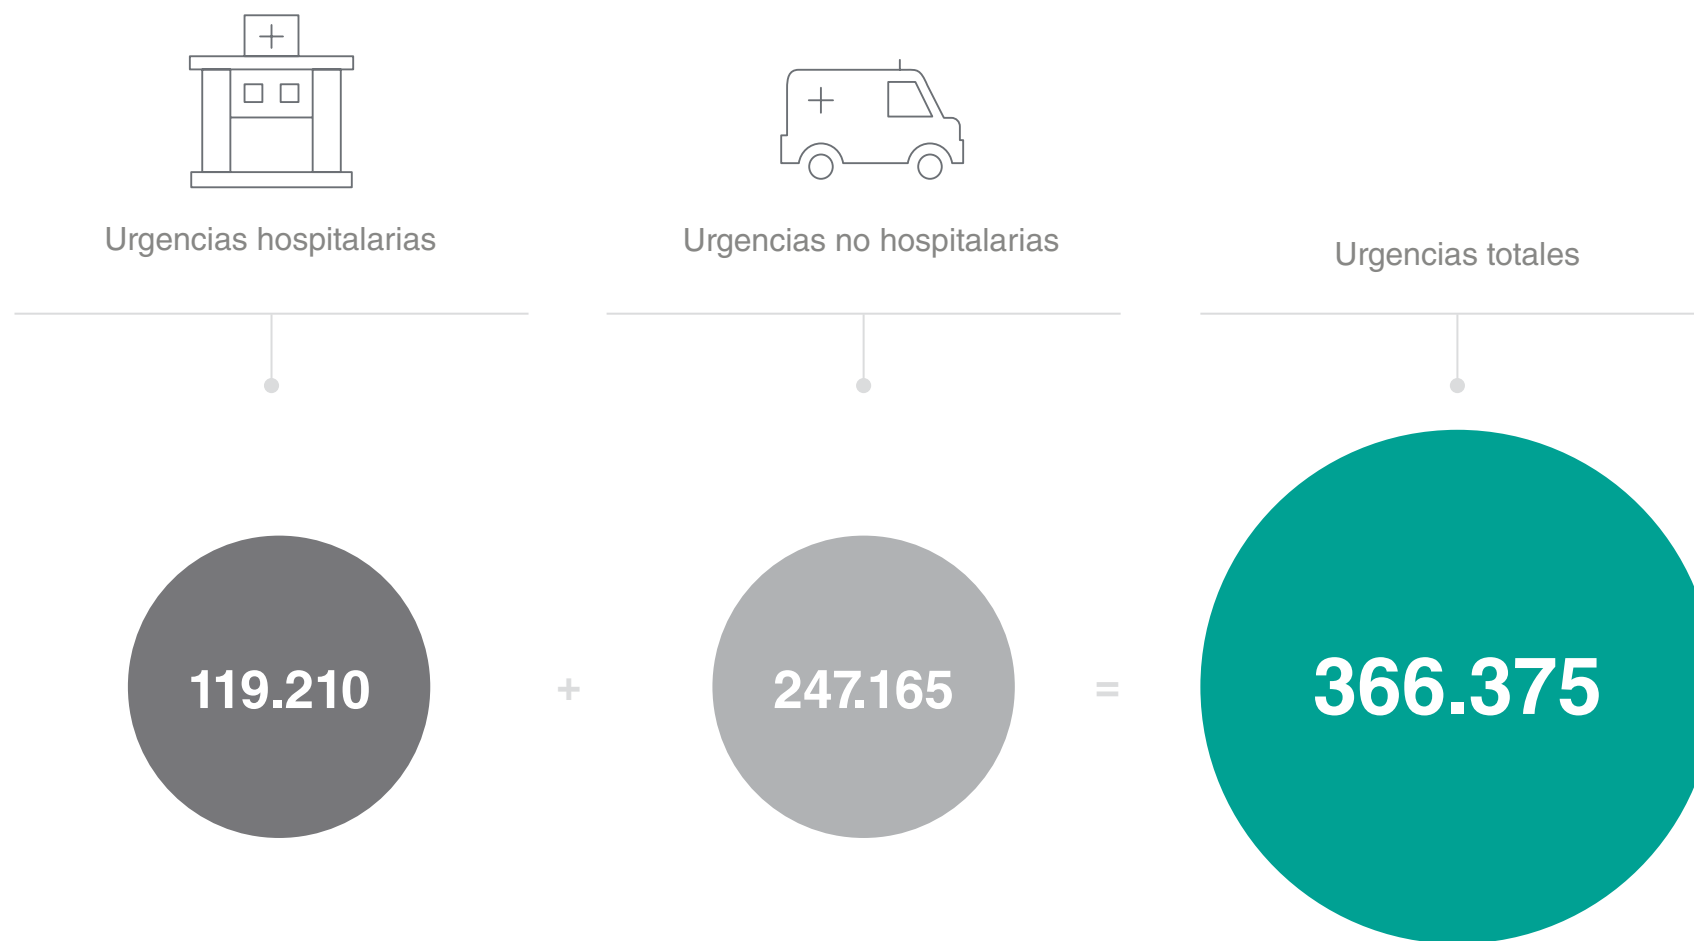 Urgencias hospitalarias
Urgencias no hospitalarias
Urgencias totales
119.210
+
247.165
=
366.375